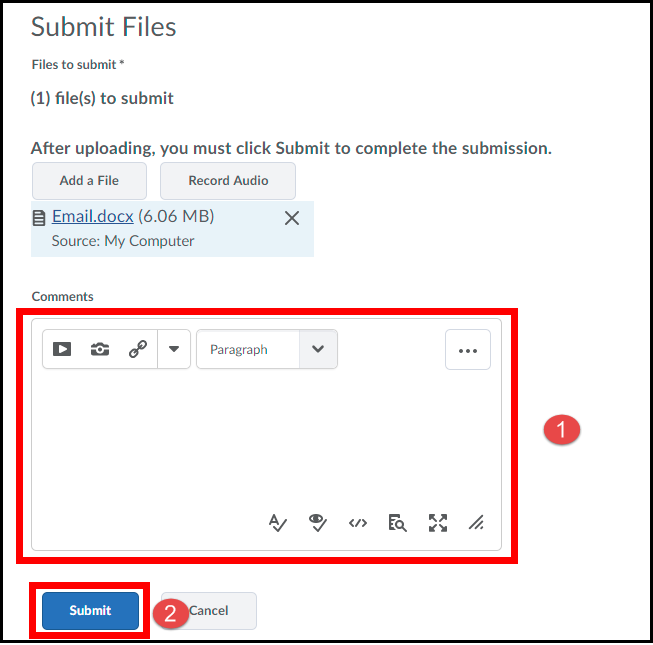 Submit Files
Files to submit *
(1) file(s) to submit
After uploading, you must click Submit to complete the submission.
Add a File Record Audio
Email.docx (6.06 MB)
Source: My Computer
Comments
Paragraph
1
Submit 2 Cancel